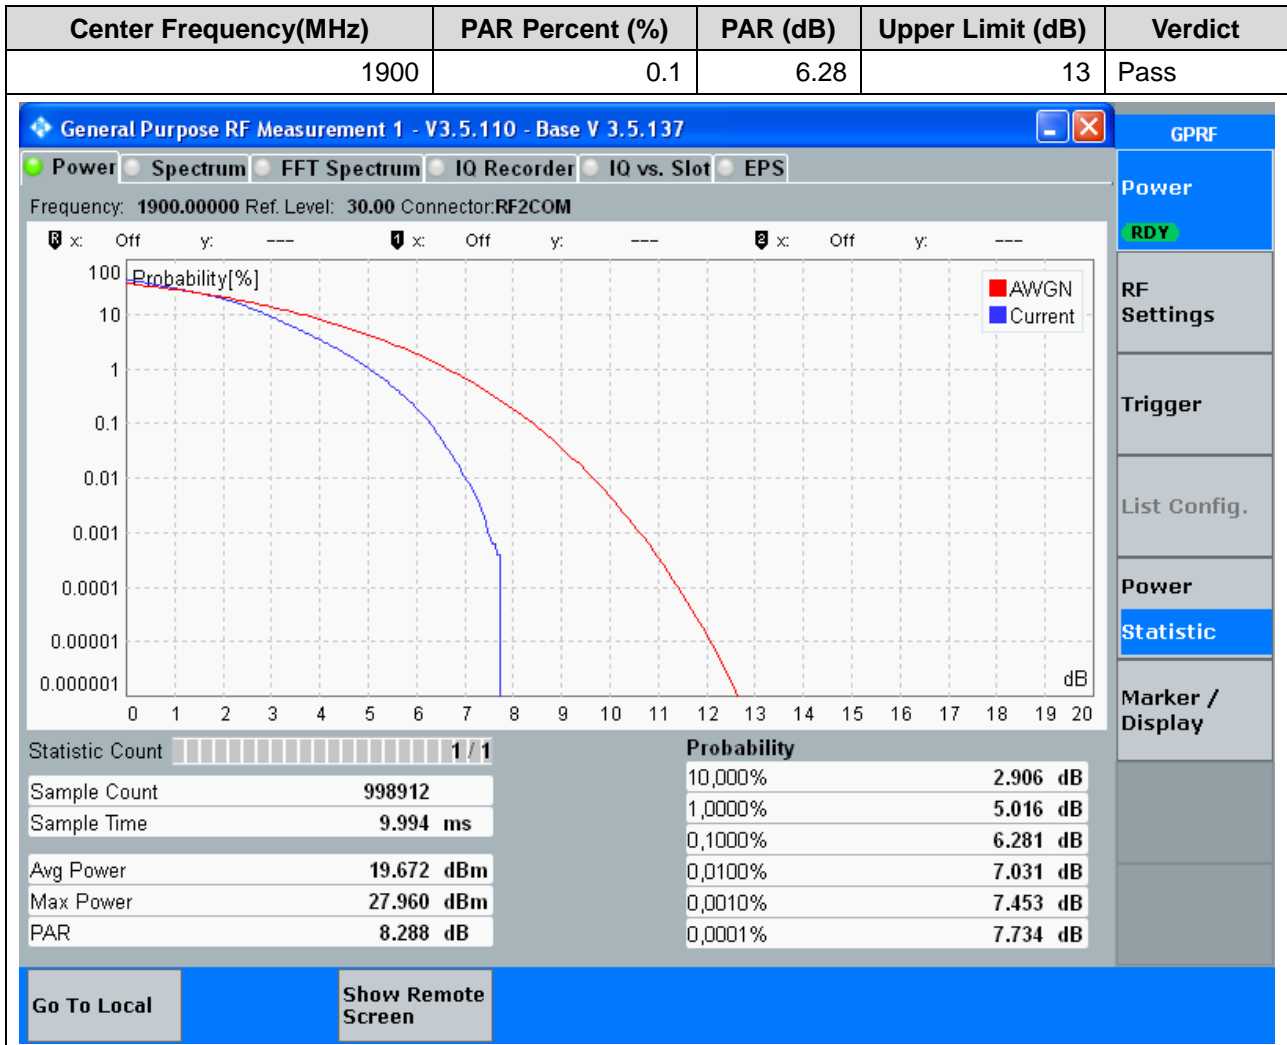 Center Frequency(MHz) PAR Percent (%) PAR (dB) Upper Limit (dB) Verdict
1900 0.1 6.28 13 Pass
General Purpose RF Measurement 1 - V3.5.110 - Base V 3.5.137
GPRF
Power Spectrum FFT Spectrum IQ Recorder IQ vs. Slot EPS
Frequency: 1900.00000 Ref. Level: 30.00 Connector:RF2COM
R x: Off y: --- 1 x: Off y: --- 2 x: Off y: ---
Probability[%]
100
10
1
0.1
0.01
0.001
0.0001
0.00001
0.000001
AWGN
Current
dB
0 1 2 3 4 5 6 7 8 9 10 11 12 13 14 15 16 17 18 19 20
Statistic Count 1 / 1
Sample Count 998912
Sample Time 9.994 ms
Avg Power 19.672 dBm
Max Power 27.960 dBm
PAR 8.288 dB
Probability
10,000% 2.906 dB
1,0000% 5.016 dB
0,1000% 6.281 dB
0,0100% 7.031 dB
0,0010% 7.453 dB
0,0001% 7.734 dB
Power
RDY
RF
Settings
Trigger
List Config.
Power
Statistic
Marker /
Display
Go To Local
Show Remote
Screen